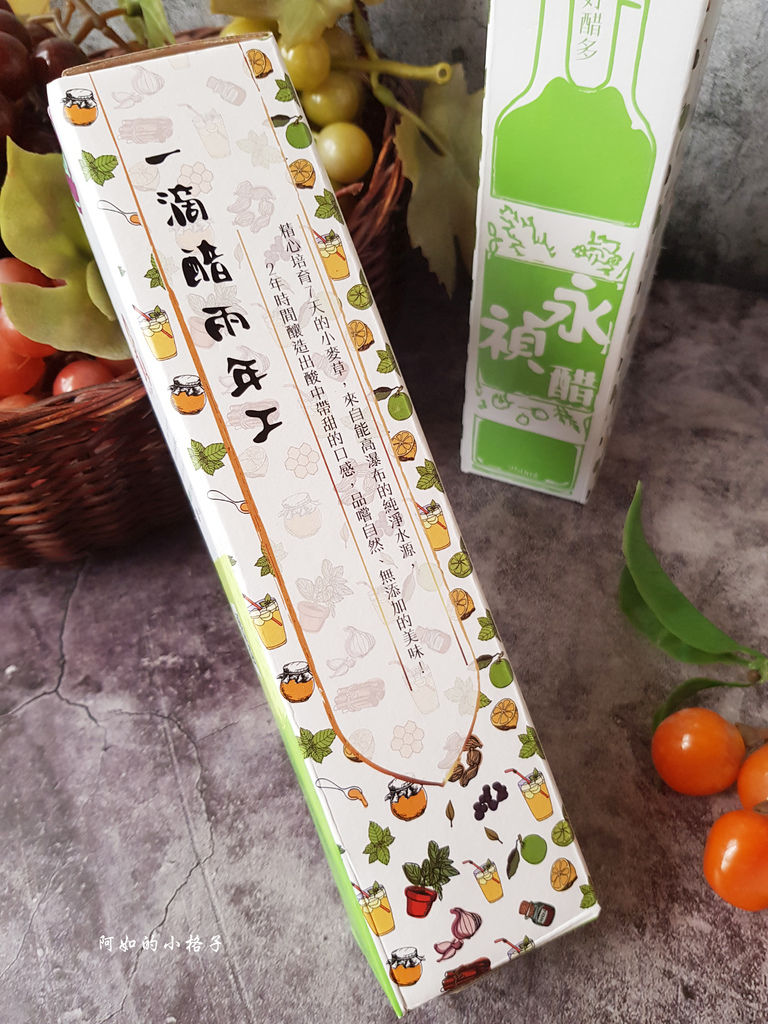 一滴醋兩年工
精心培育7天的小麥草，來自能高瀑布的純淨水源，
2年時間釀造出酸中帶甜的口感，品嚐自然、無添加的美味！
好醋多
永禎醋
阿如的小格子